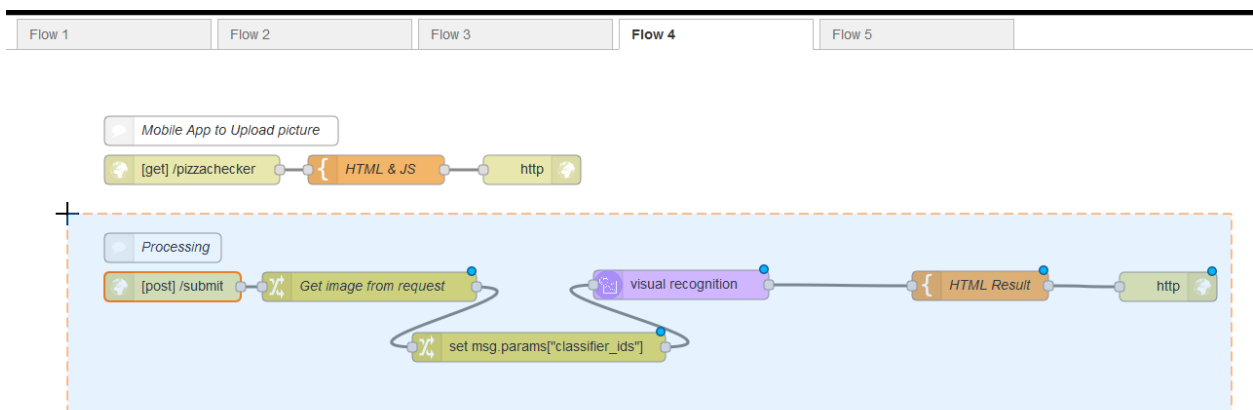 Flow 1 Flow 2 Flow 3 Flow 4 Flow 5
Mobile App to Upload picture
[get] /pizzachecker HTML & JS http
Processing
[post] /submit Get image from request visual recognition HTML Result http
set msg.params["classifier_ids"]